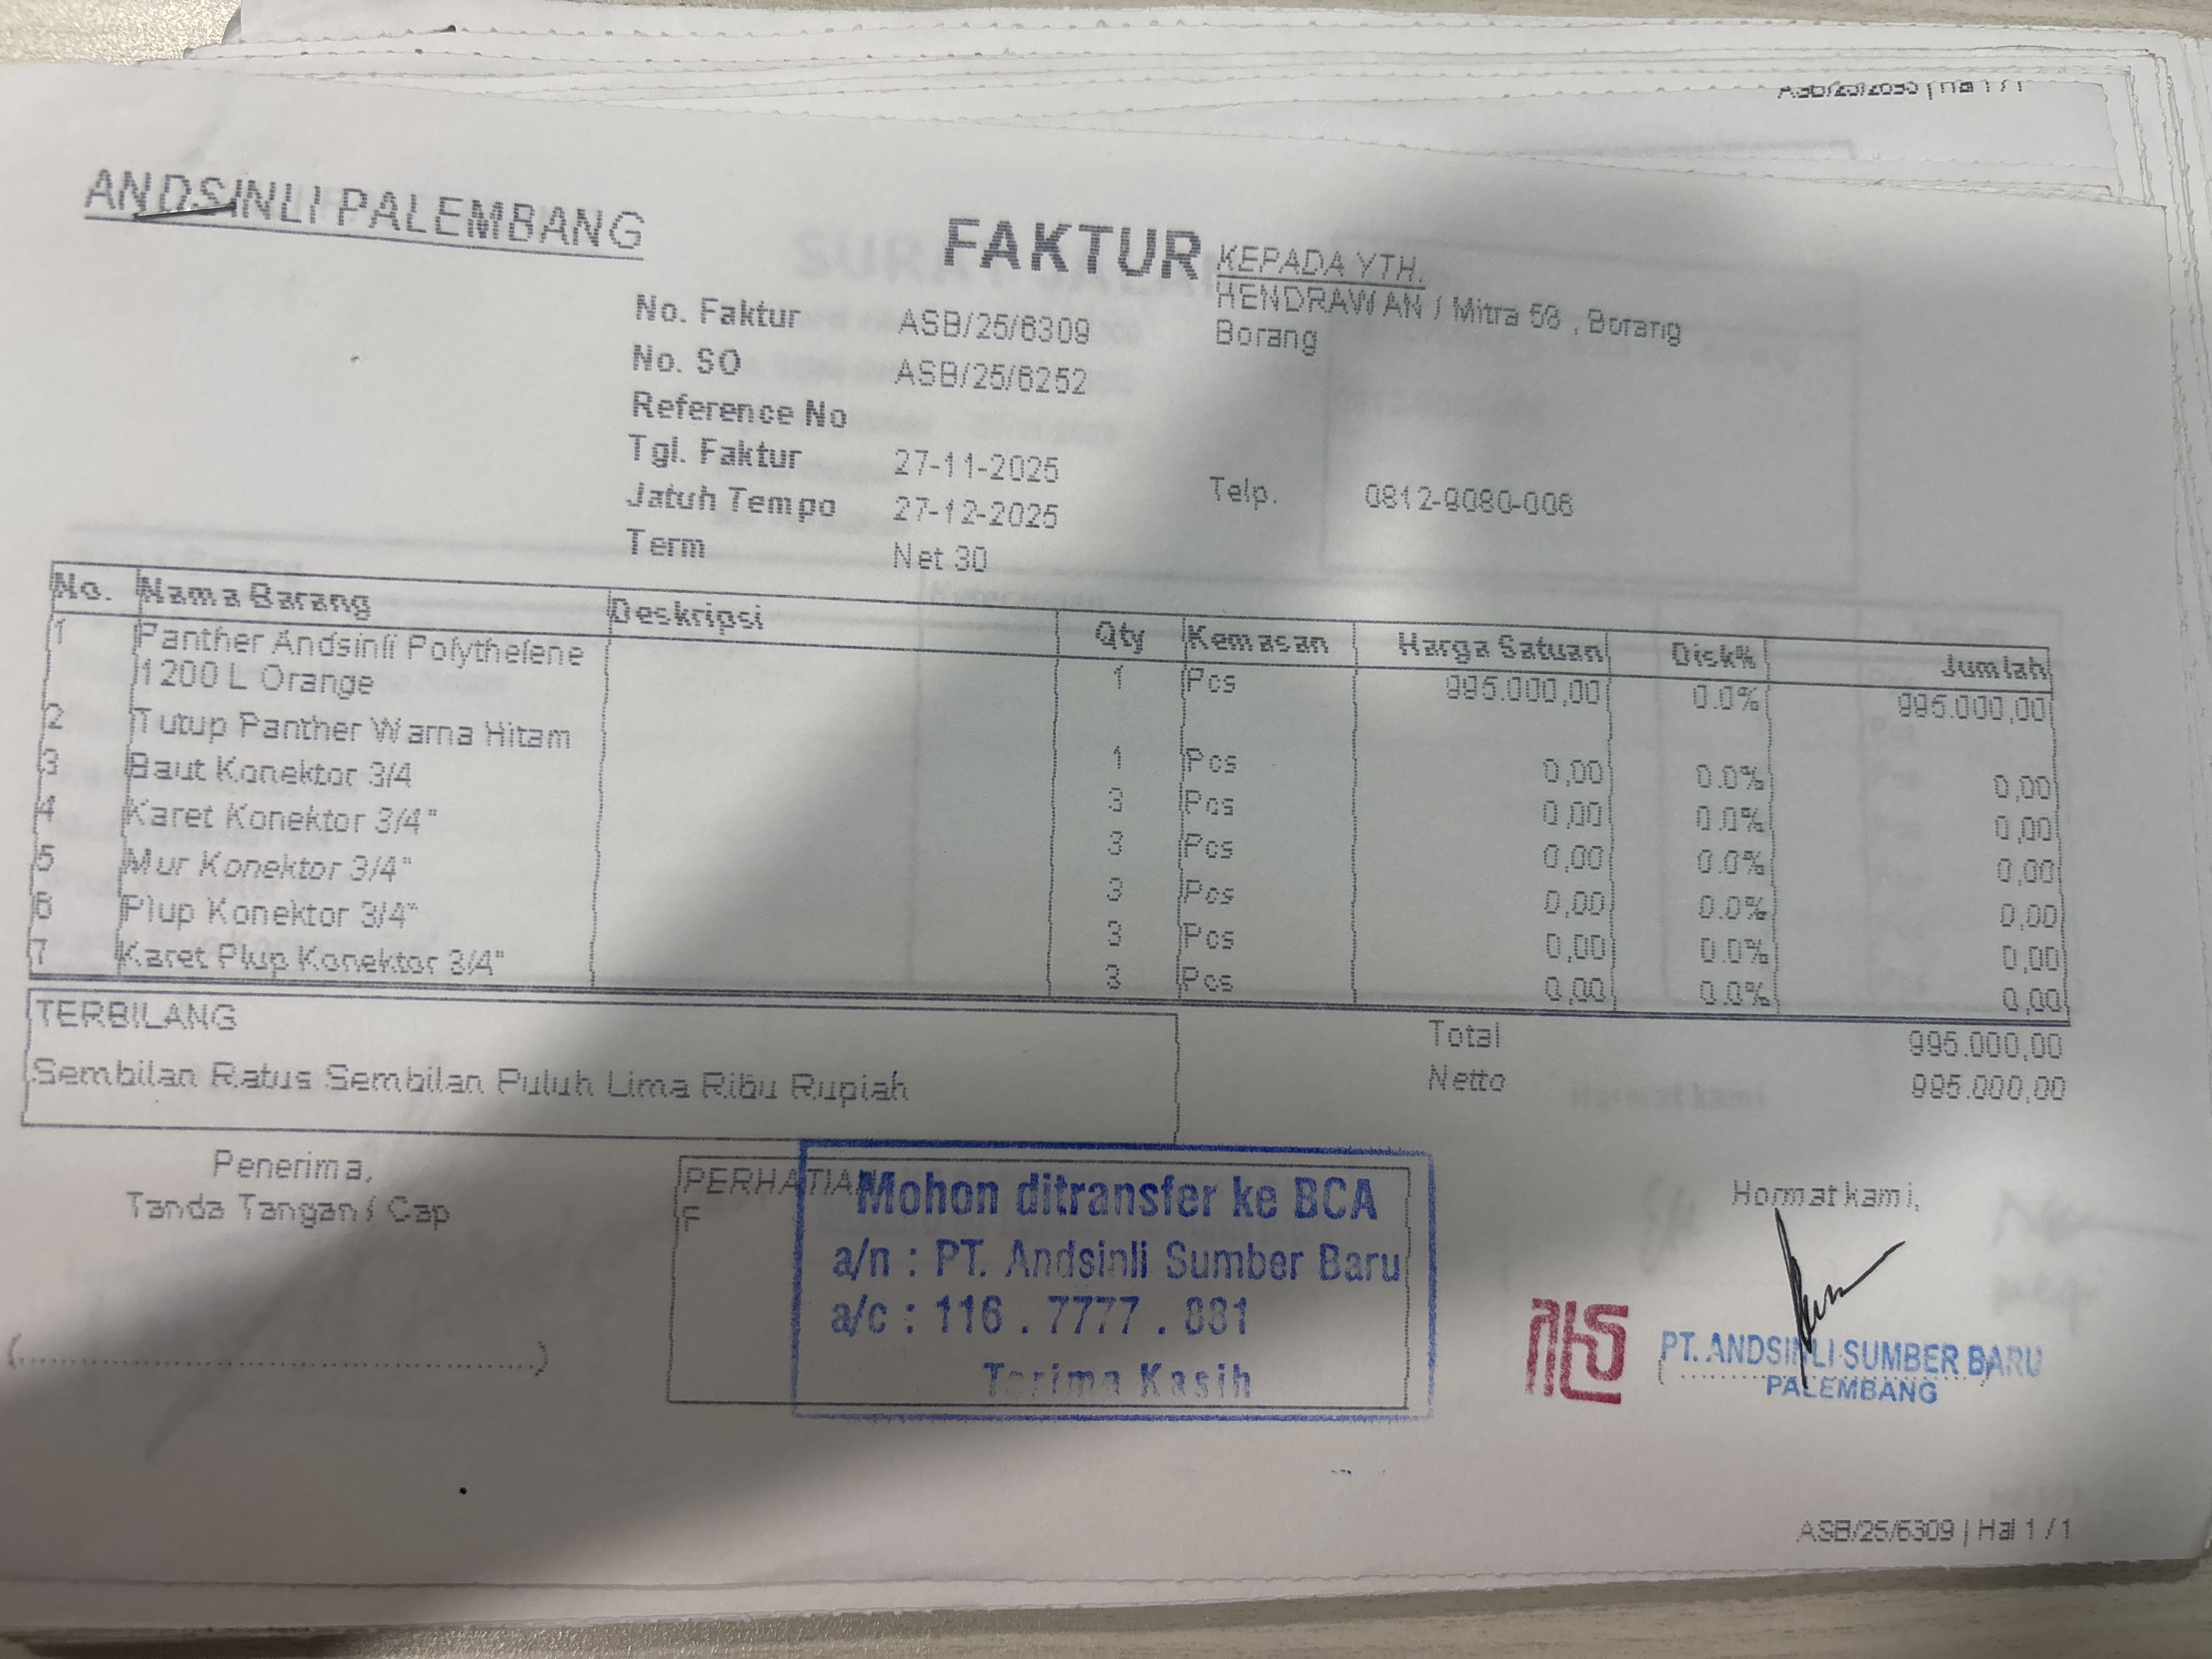 ASB/25/2695 | Hal 1 / 1
ANDSINLI PALEMBANG
FAKTUR
KEPADA YTH.
HENDRAWAN / Mitra 58 , Borang
Borang
No. Faktur ASB/25/6309
No. SO ASB/25/6252
Reference No
Tgl. Faktur 27-11-2025
Jatuh Tempo 27-12-2025
Term Net 30
Telp. 0812-9080-006
No. Nama Barang Deskripsi Qty Kemasan Harga Satuan Disk% Jumlah
1 Panther Andsinli Polythelene 1 Pcs 995.000,00 0.0% 995.000,00
1200 L Orange
2 Tutup Panther Warna Hitam 1 Pcs 0,00 0.0% 0,00
3 Baut Konektor 3/4 3 Pcs 0,00 0.0% 0,00
4 Karet Konektor 3/4" 3 Pcs 0,00 0.0% 0,00
5 Mur Konektor 3/4" 3 Pcs 0,00 0.0% 0,00
6 Plup Konektor 3/4" 3 Pcs 0,00 0.0% 0,00
7 Karet Plup Konektor 3/4" 3 Pcs 0,00 0.0% 0,00
TERBILANG
Sembilan Ratus Sembilan Puluh Lima Ribu Rupiah
Total 995.000,00
Netto 995.000,00
Penerima,
Tanda Tangan / Cap
PERHATIAN
F
Mohon ditransfer ke BCA
a/n : PT. Andsinli Sumber Baru
a/c : 116 . 7777 . 881
Terima Kasih
Hormat kami,
PT. ANDSINLI SUMBER BARU
PALEMBANG
ASB/25/6309 | Hal 1 / 1